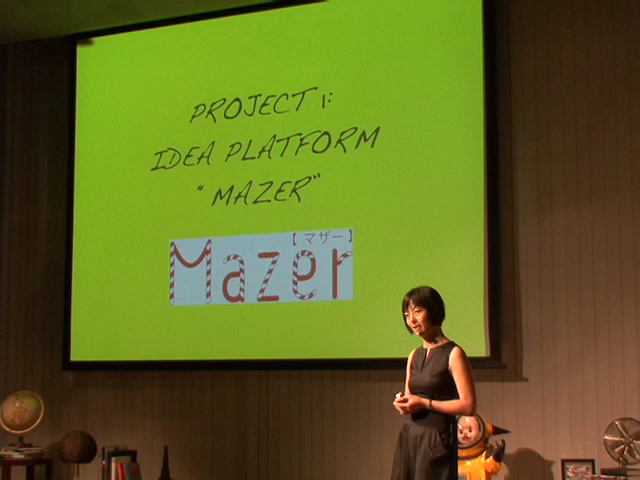 PROJECT 1:
IDEA PLATFORM
"MAZER"
【マザー】
Mazer